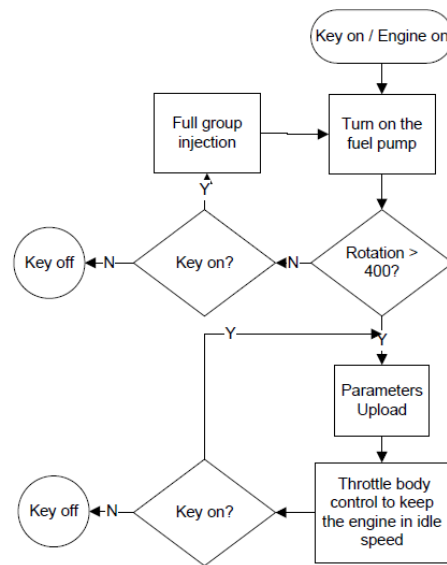 Key on / Engine on
Full group
injection
Turn on the
fuel pump
Y
Key off
N
Key on?
N
Rotation >
400?
Y
Y
Parameters
Upload
Key off
N
Key on?
Throttle body
control to keep
the engine in idle
speed